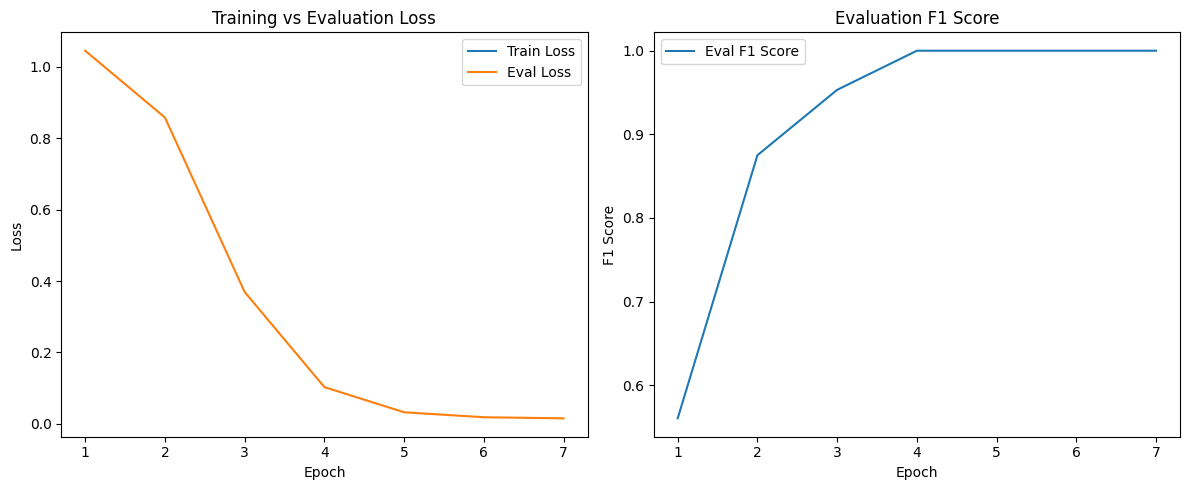 Training vs Evaluation Loss
Train Loss
Eval Loss
1.0
0.8
0.6
0.4
0.2
0.0
Loss
1 2 3 4 5 6 7
Epoch
Evaluation F1 Score
Eval F1 Score
1.0
0.9
0.8
0.7
0.6
F1 Score
1 2 3 4 5 6 7
Epoch